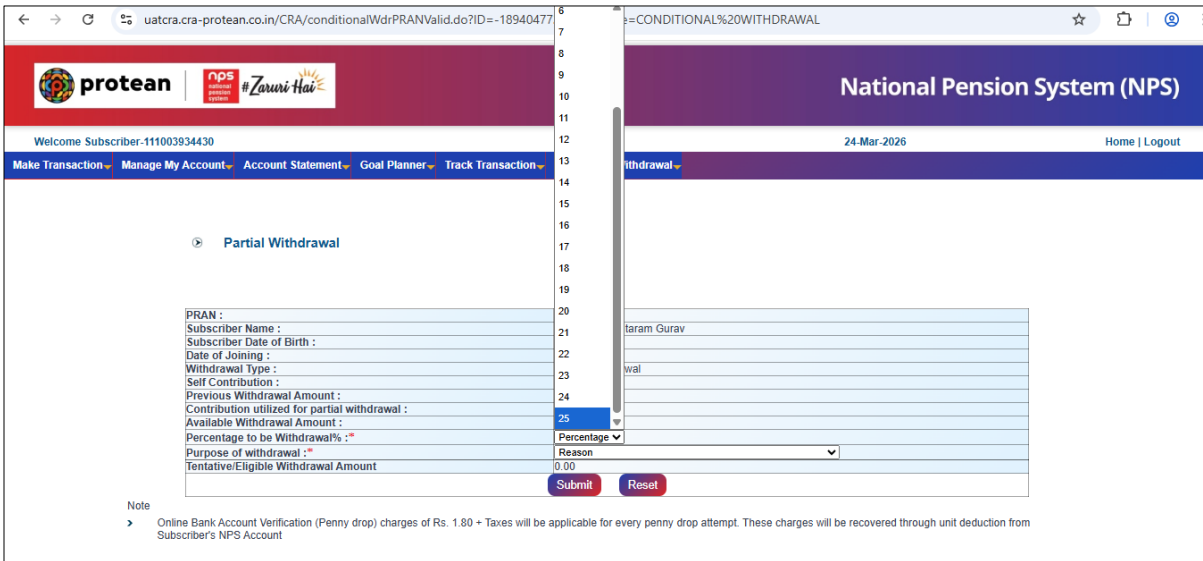 uatcra.cra-protean.co.in/CRA/conditionalWdrPRANValid.do?ID=-18940477 =CONDITIONAL%20WITHDRAWAL
protean nps national pension system #Zaruri Hai National Pension System (NPS)
Welcome Subscriber-111003934430 24-Mar-2026 Home | Logout
Make Transaction Manage My Account Account Statement Goal Planner Track Transaction ithdrawal
Partial Withdrawal
6
7
8
9
10
11
12
13
14
15
16
17
18
19
20
21
22
23
24
25
PRAN :
Subscriber Name : taram Gurav
Subscriber Date of Birth :
Date of Joining :
Withdrawal Type : wal
Self Contribution :
Previous Withdrawal Amount :
Contribution utilized for partial withdrawal :
Available Withdrawal Amount :
Percentage to be Withdrawal% :* Percentage
Purpose of withdrawal :* Reason
Tentative/Eligible Withdrawal Amount 0.00
Submit Reset
Note
Online Bank Account Verification (Penny drop) charges of Rs. 1.80 + Taxes will be applicable for every penny drop attempt. These charges will be recovered through unit deduction from
Subscriber's NPS Account